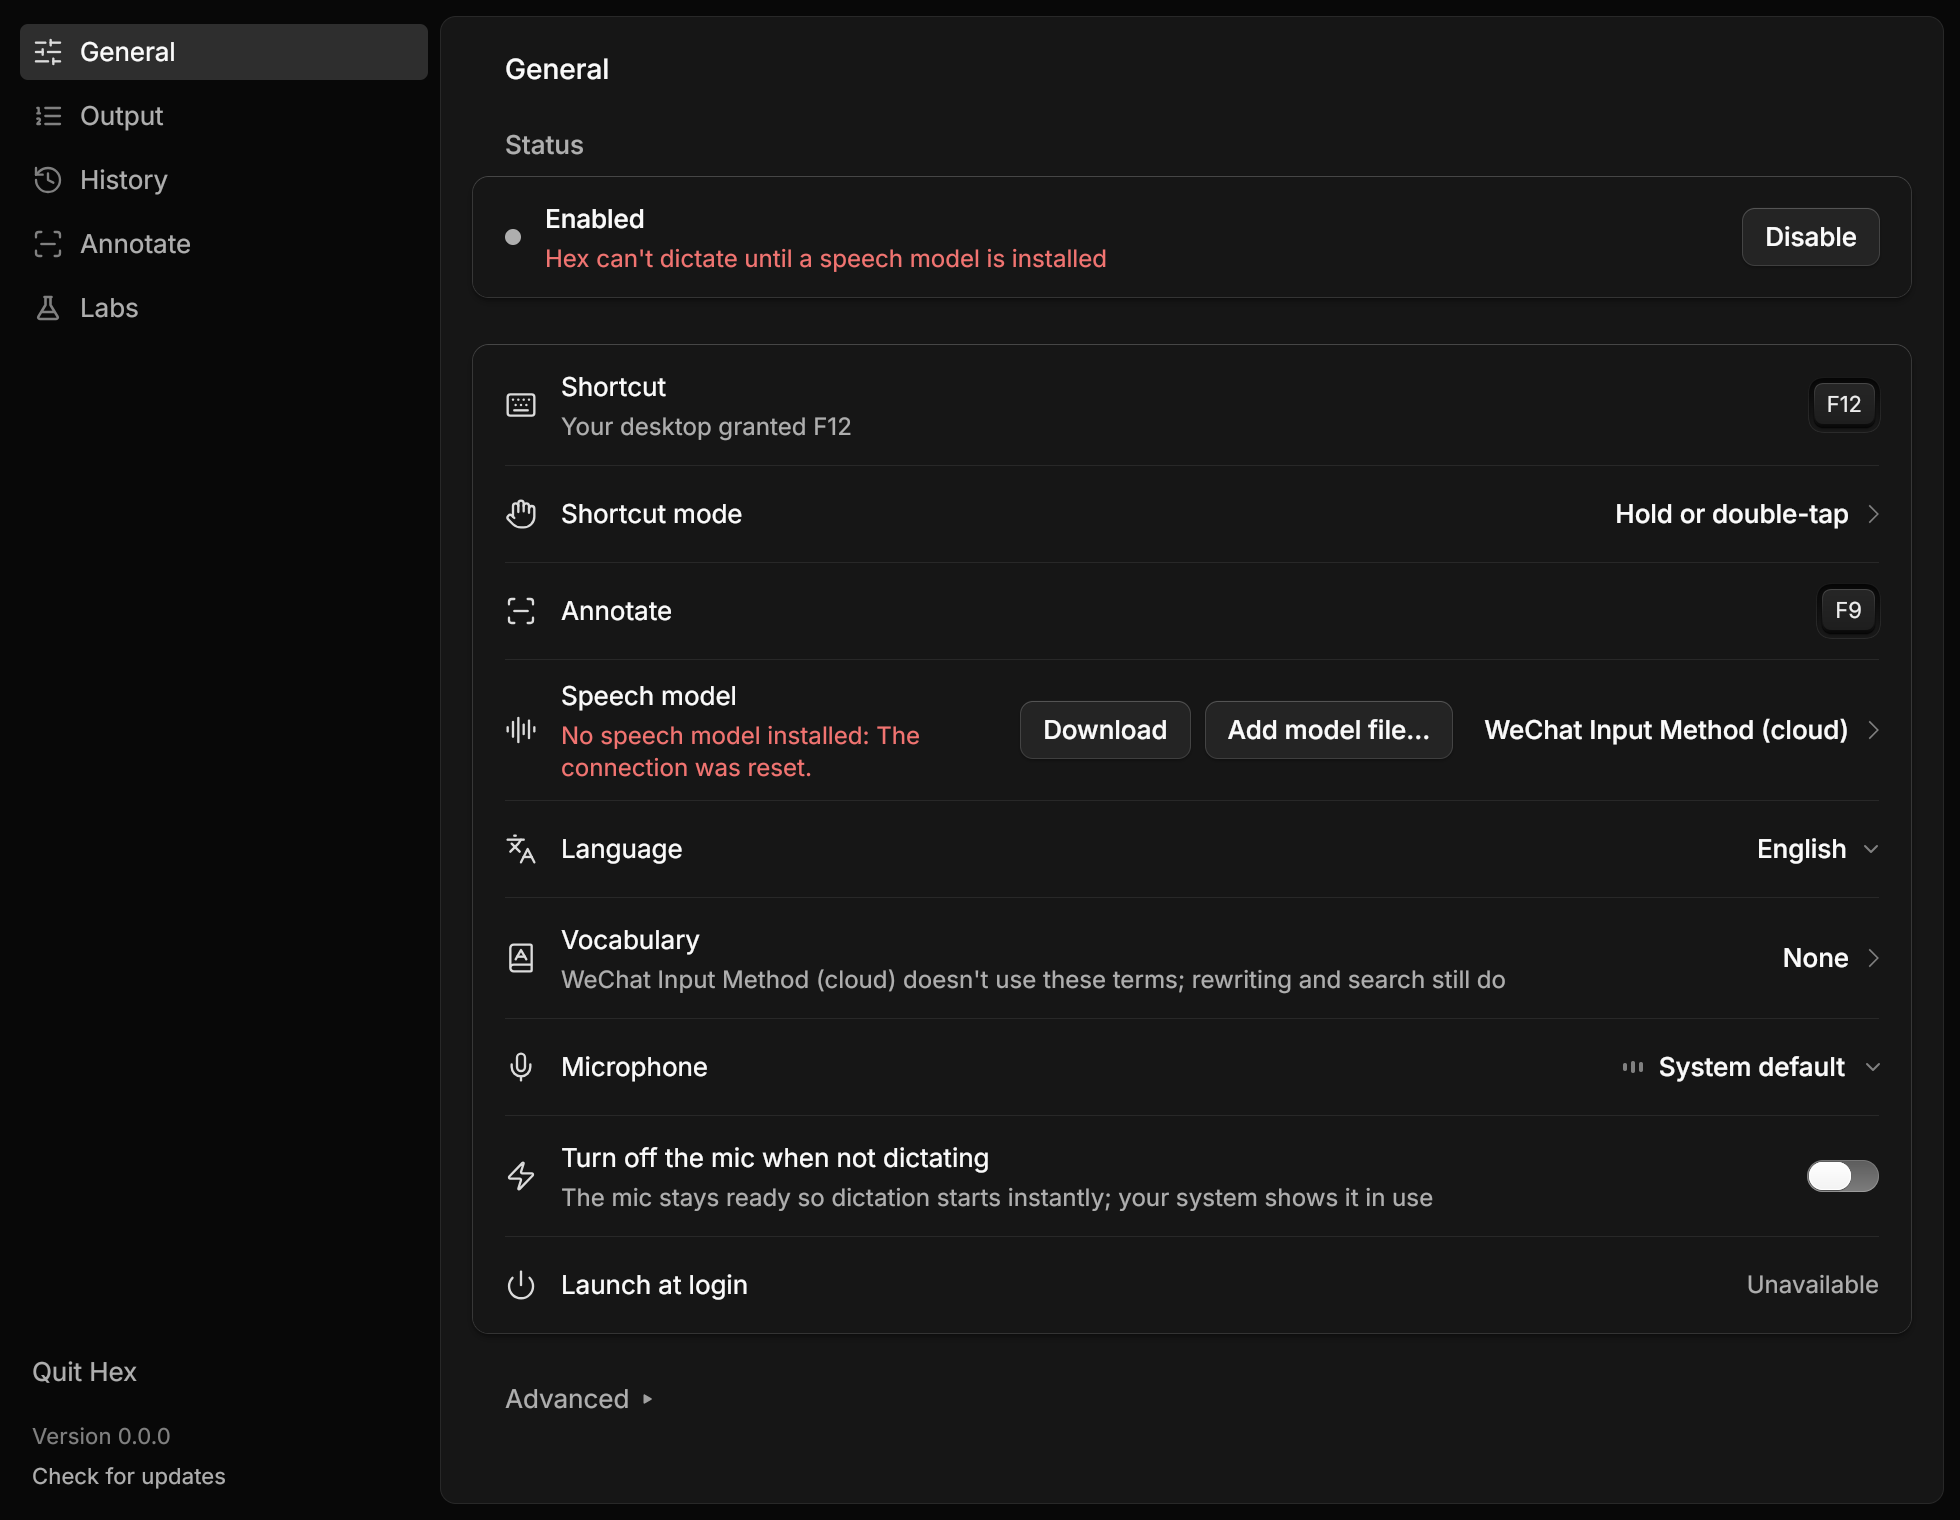 General
Output
History
Annotate
Labs
Quit Hex
Version 0.0.0
Check for updates
General
Status
Enabled
Hex can't dictate until a speech model is installed
Disable
Shortcut
Your desktop granted F12
F12
Shortcut mode
Hold or double-tap
Annotate
F9
Speech model
No speech model installed: The
connection was reset.
Download
Add model file...
WeChat Input Method (cloud)
Language
English
Vocabulary
WeChat Input Method (cloud) doesn't use these terms; rewriting and search still do
None
Microphone
System default
Turn off the mic when not dictating
The mic stays ready so dictation starts instantly; your system shows it in use
Launch at login
Unavailable
Advanced